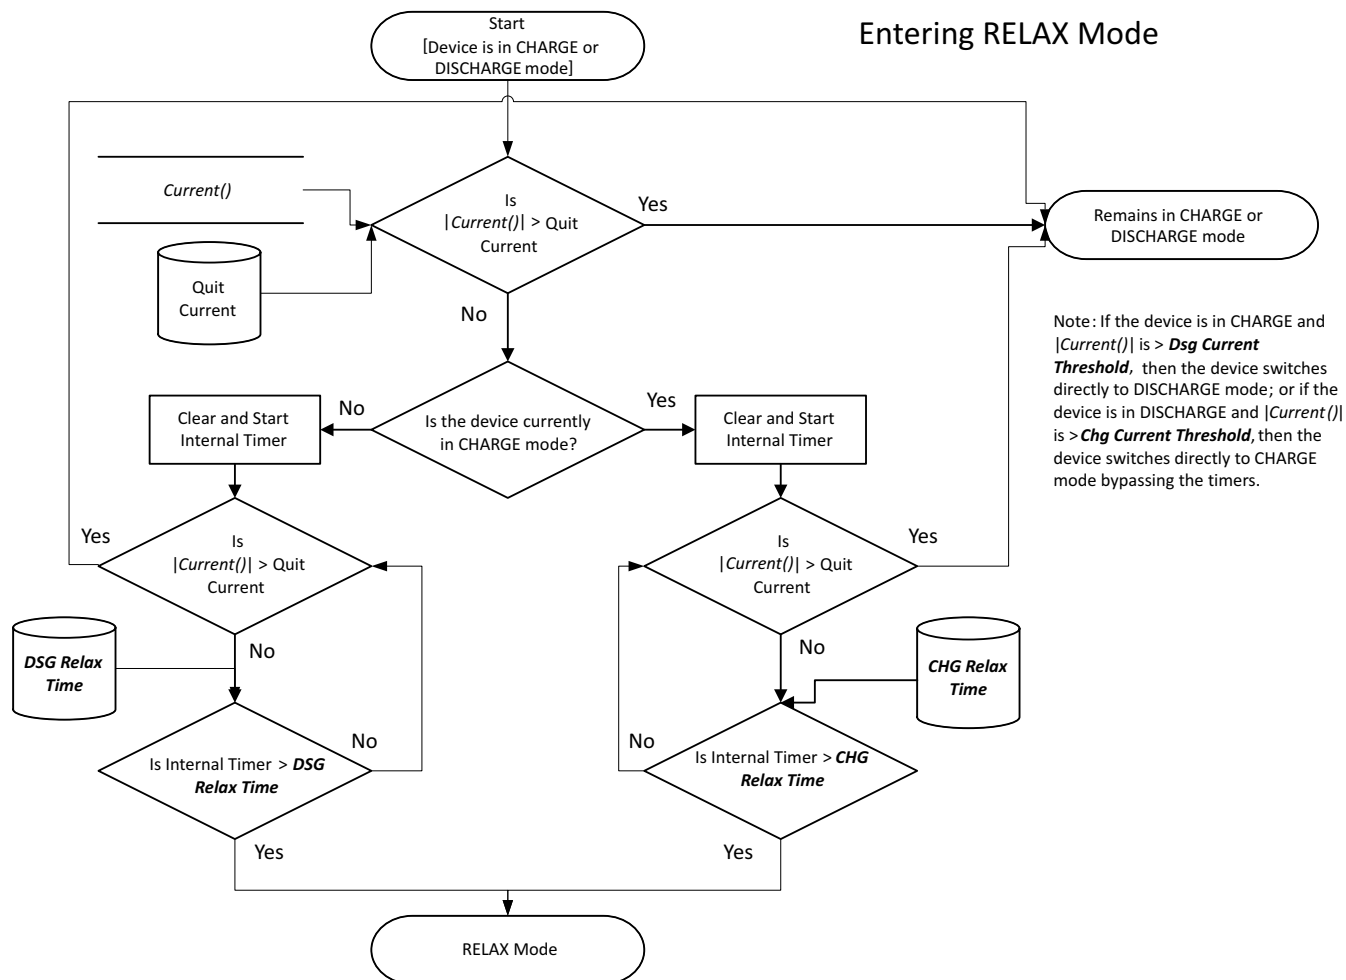 Start
[Device is in CHARGE or
DISCHARGE mode]
Entering RELAX Mode
Current()
Is
|Current()| > Quit
Current
Yes
Remains in CHARGE or
DISCHARGE mode
Quit
Current
No
Note: If the device is in CHARGE and
|Current()| is > Dsg Current
Threshold, then the device switches
directly to DISCHARGE mode; or if the
device is in DISCHARGE and |Current()|
is > Chg Current Threshold, then the
device switches directly to CHARGE
mode bypassing the timers.
Clear and Start
Internal Timer
No
Is the device currently
in CHARGE mode?
Yes
Clear and Start
Internal Timer
Yes
Is
|Current()| > Quit
Current
Is
|Current()| > Quit
Current
Yes
DSG Relax
Time
No
No
CHG Relax
Time
Is Internal Timer > DSG
Relax Time
No
No
Is Internal Timer > CHG
Relax Time
Yes
Yes
RELAX Mode